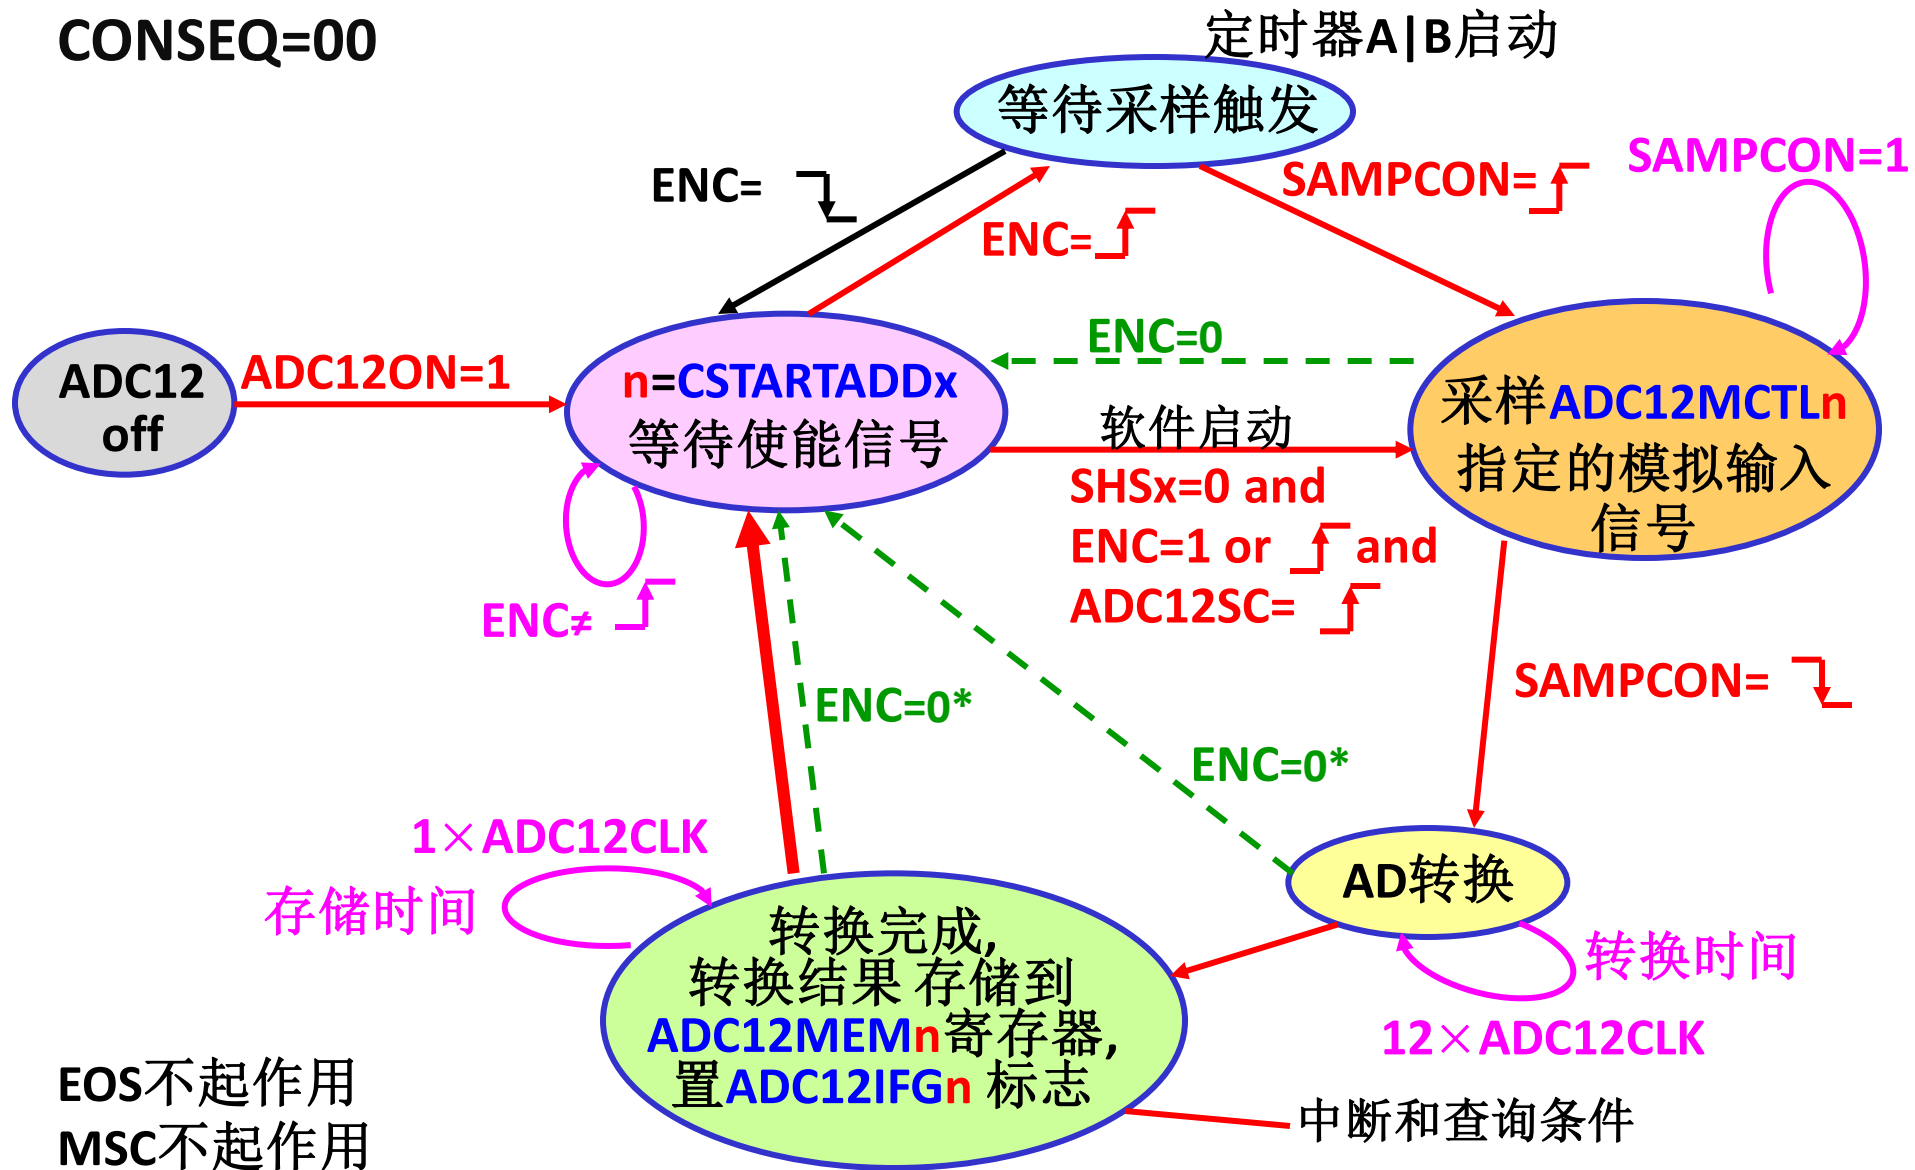 CONSEQ=00
定时器A|B启动
等待采样触发
ENC=
SAMPCON=
SAMPCON=1
ENC=
ENC=0
ADC12
off
ADC12ON=1
n=CSTARTADDx
等待使能信号
软件启动
SHSx=0 and
ENC=1 or and
ADC12SC=
采样ADC12MCTLn
指定的模拟输入
信号
ENC≠
SAMPCON=
ENC=0*
ENC=0*
1×ADC12CLK
存储时间
AD转换
转换时间
12×ADC12CLK
转换完成,
转换结果 存储到
ADC12MEMn寄存器,
置ADC12IFGn 标志
中断和查询条件
EOS不起作用
MSC不起作用